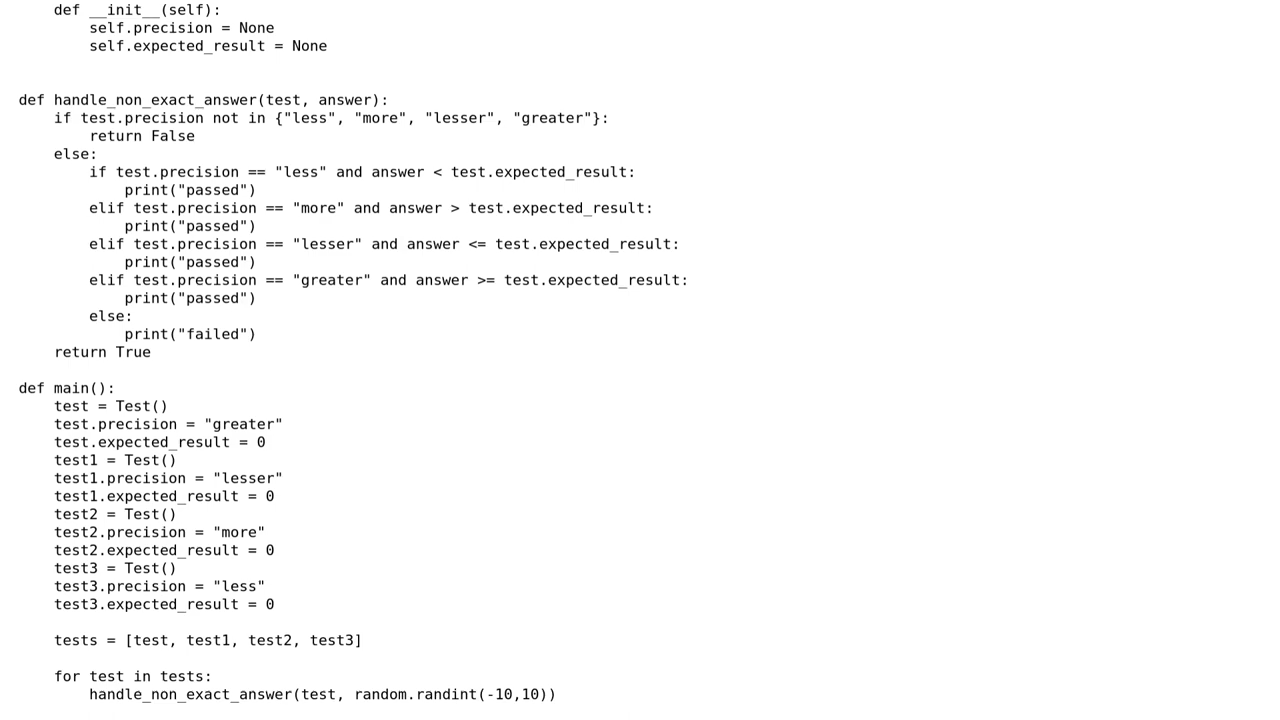 def __init__(self):
        self.precision = None
        self.expected_result = None


def handle_non_exact_answer(test, answer):
    if test.precision not in {"less", "more", "lesser", "greater"}:
        return False
    else:
        if test.precision == "less" and answer < test.expected_result:
            print("passed")
        elif test.precision == "more" and answer > test.expected_result:
            print("passed")
        elif test.precision == "lesser" and answer <= test.expected_result:
            print("passed")
        elif test.precision == "greater" and answer >= test.expected_result:
            print("passed")
        else:
            print("failed")
    return True

def main():
    test = Test()
    test.precision = "greater"
    test.expected_result = 0
    test1 = Test()
    test1.precision = "lesser"
    test1.expected_result = 0
    test2 = Test()
    test2.precision = "more"
    test2.expected_result = 0
    test3 = Test()
    test3.precision = "less"
    test3.expected_result = 0

    tests = [test, test1, test2, test3]

    for test in tests:
        handle_non_exact_answer(test, random.randint(-10,10))